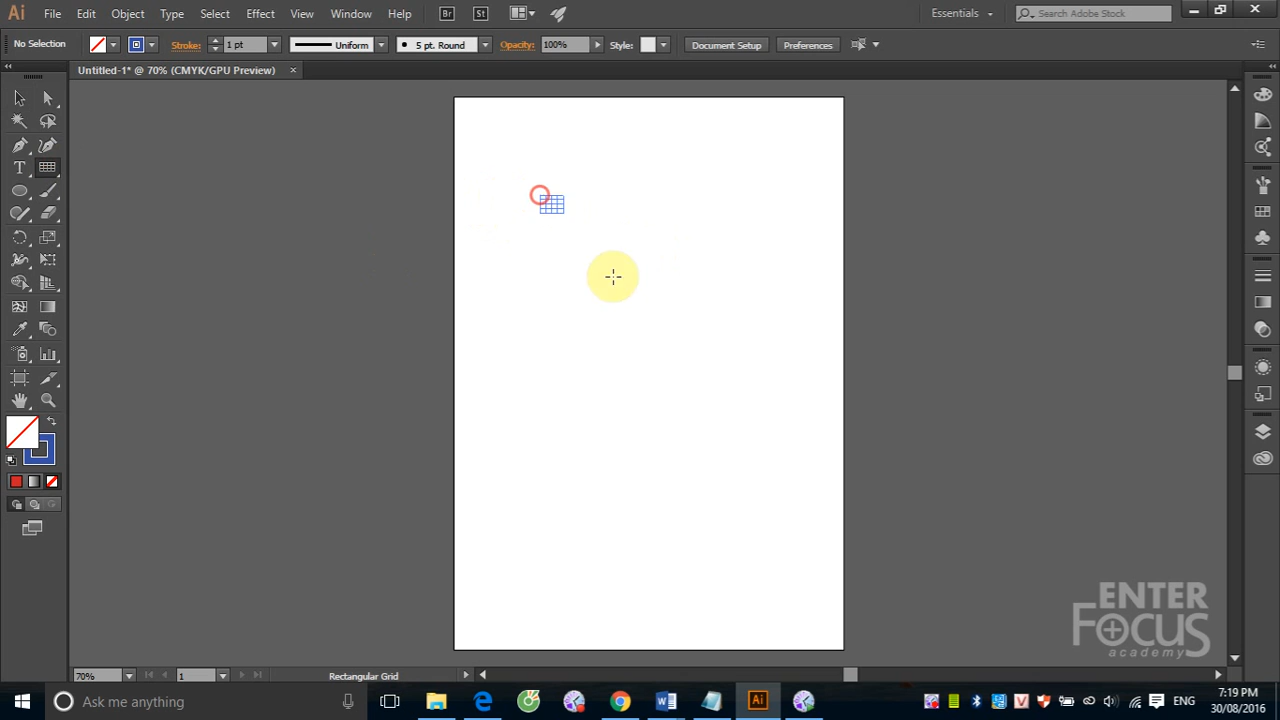 Ai File Edit Object Type Select Effect View Window Help Br St Essentials Search Adobe Stock
No Selection Stroke: 1 pt Uniform 5 pt. Round Opacity: 100% Style: Document Setup Preferences
Untitled-1* @ 70% (CMYK/GPU Preview) ×
T
ENTER
FOCUS
academy
70% 1 Rectangular Grid
Ask me anything Ai ENG 7:19 PM
30/08/2016